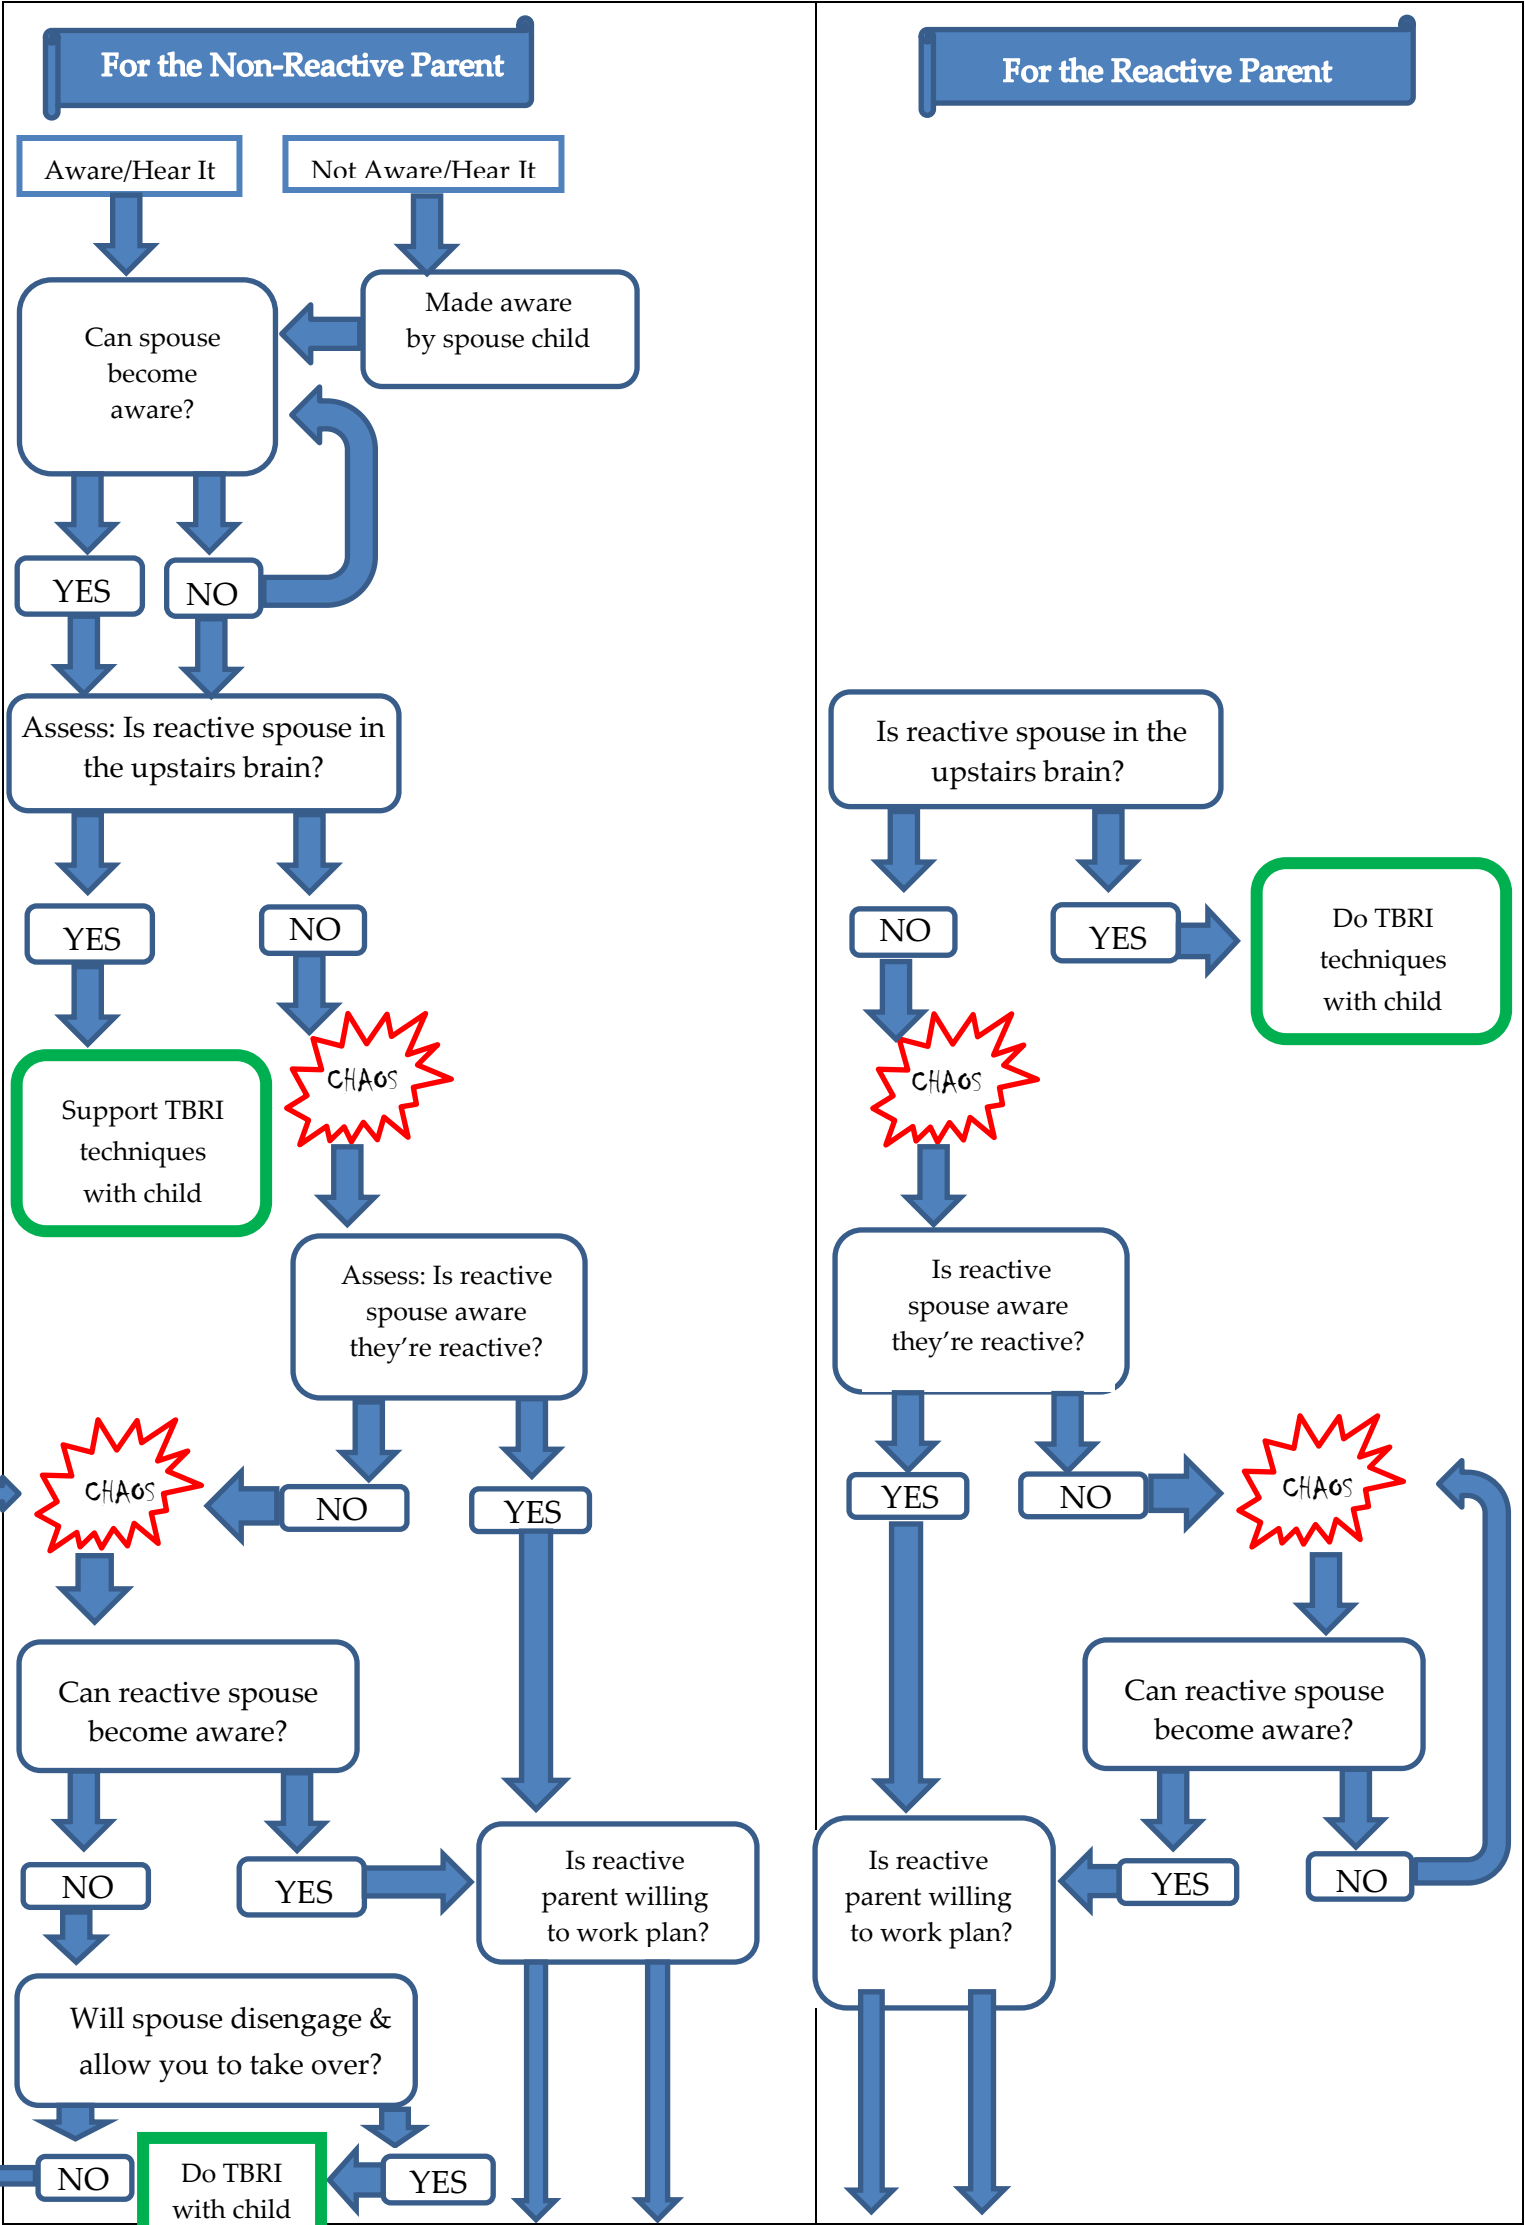 For the Non-Reactive Parent
Aware/Hear It
Not Aware/Hear It
Made aware
by spouse child
Can spouse
become
aware?
YES
NO
Assess: Is reactive spouse in
the upstairs brain?
YES
NO
CHAOS
Support TBRI
techniques
with child
Assess: Is reactive
spouse aware
they're reactive?
CHAOS
NO
YES
Can reactive spouse
become aware?
NO
YES
Is reactive
parent willing
to work plan?
Will spouse disengage &
allow you to take over?
NO
Do TBRI
with child
YES
For the Reactive Parent
Is reactive spouse in the
upstairs brain?
NO
YES
Do TBRI
techniques
with child
CHAOS
Is reactive
spouse aware
they're reactive?
YES
NO
CHAOS
Can reactive spouse
become aware?
Is reactive
parent willing
to work plan?
YES
NO